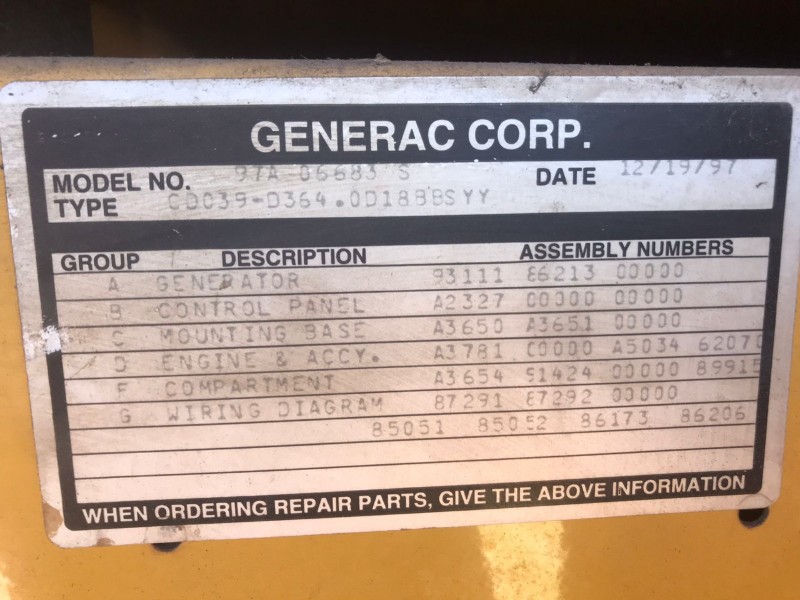 GENERAC CORP.
MODEL NO. 97A 06683 S DATE 12/19/97
TYPE CD039-D364.0D18BBSYY
GROUP DESCRIPTION ASSEMBLY NUMBERS
A GENERATOR 93111 86213 00000
B CONTROL PANEL A2327 00000 00000
C MOUNTING BASE A3650 A3651 00000
D ENGINE & ACCY. A3781 00000 A5034 62070
F COMPARTMENT A3654 91424 00000 89915
G WIRING DIAGRAM 87291 87292 00000
85051 85052 86173 86206
WHEN ORDERING REPAIR PARTS, GIVE THE ABOVE INFORMATION